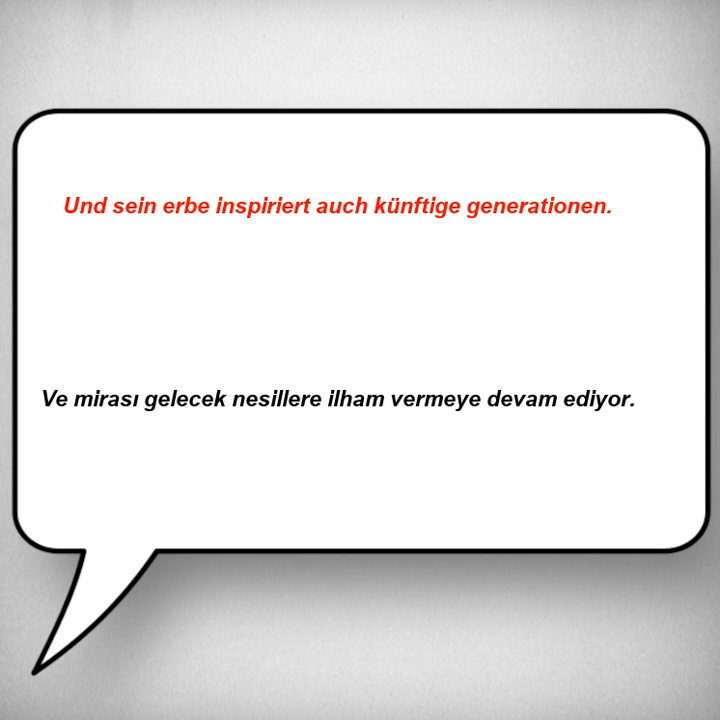 Und sein erbe inspiriert auch künftige generationen.
Ve mirası gelecek nesillere ilham vermeye devam ediyor.